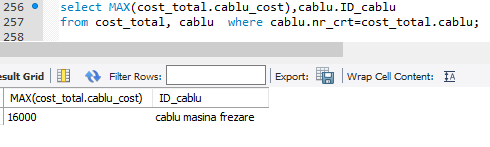 256 select MAX(cost_total.cablu_cost),cablu.ID_cablu
257 from cost_total, cablu  where cablu.nr_crt=cost_total.cablu;
258
esult Grid Filter Rows: Export: Wrap Cell Content:
MAX(cost_total.cablu_cost) ID_cablu
16000 cablu masina frezare